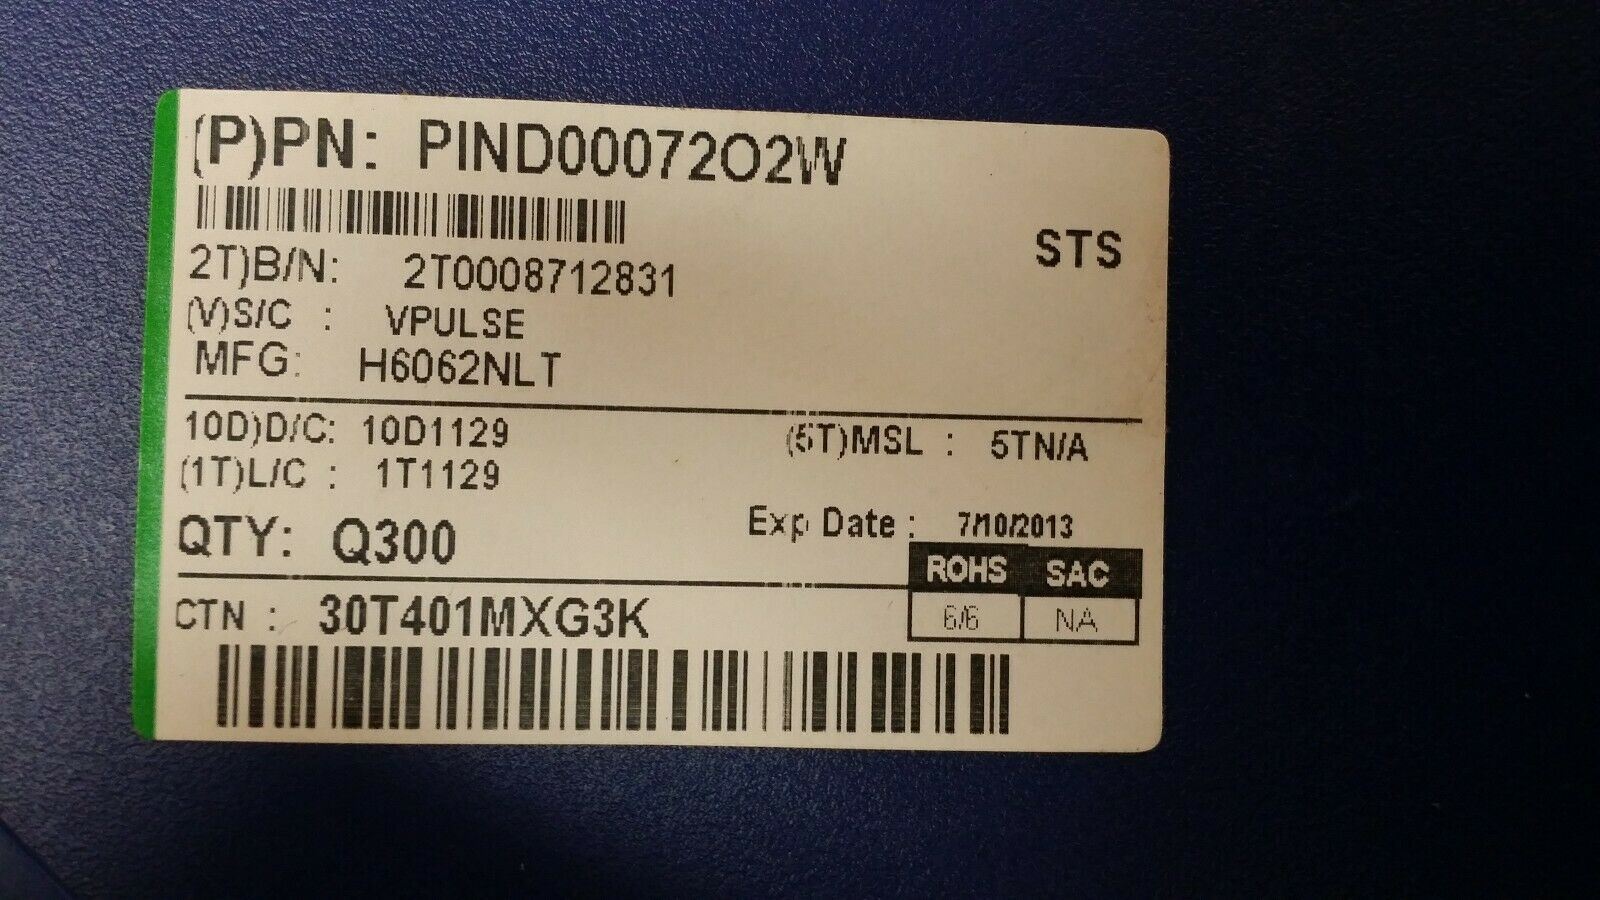 (P)PN: PIND00072O2W
STS
2T)B/N: 2T0008712831
(V)S/C : VPULSE
MFG: H6062NLT
10D)D/C: 10D1129 (5T)MSL : 5TN/A
(1T)L/C : 1T1129
QTY: Q300 Exp Date : 7/10/2013
ROHS SAC
6/6 NA
CTN : 30T401MXG3K